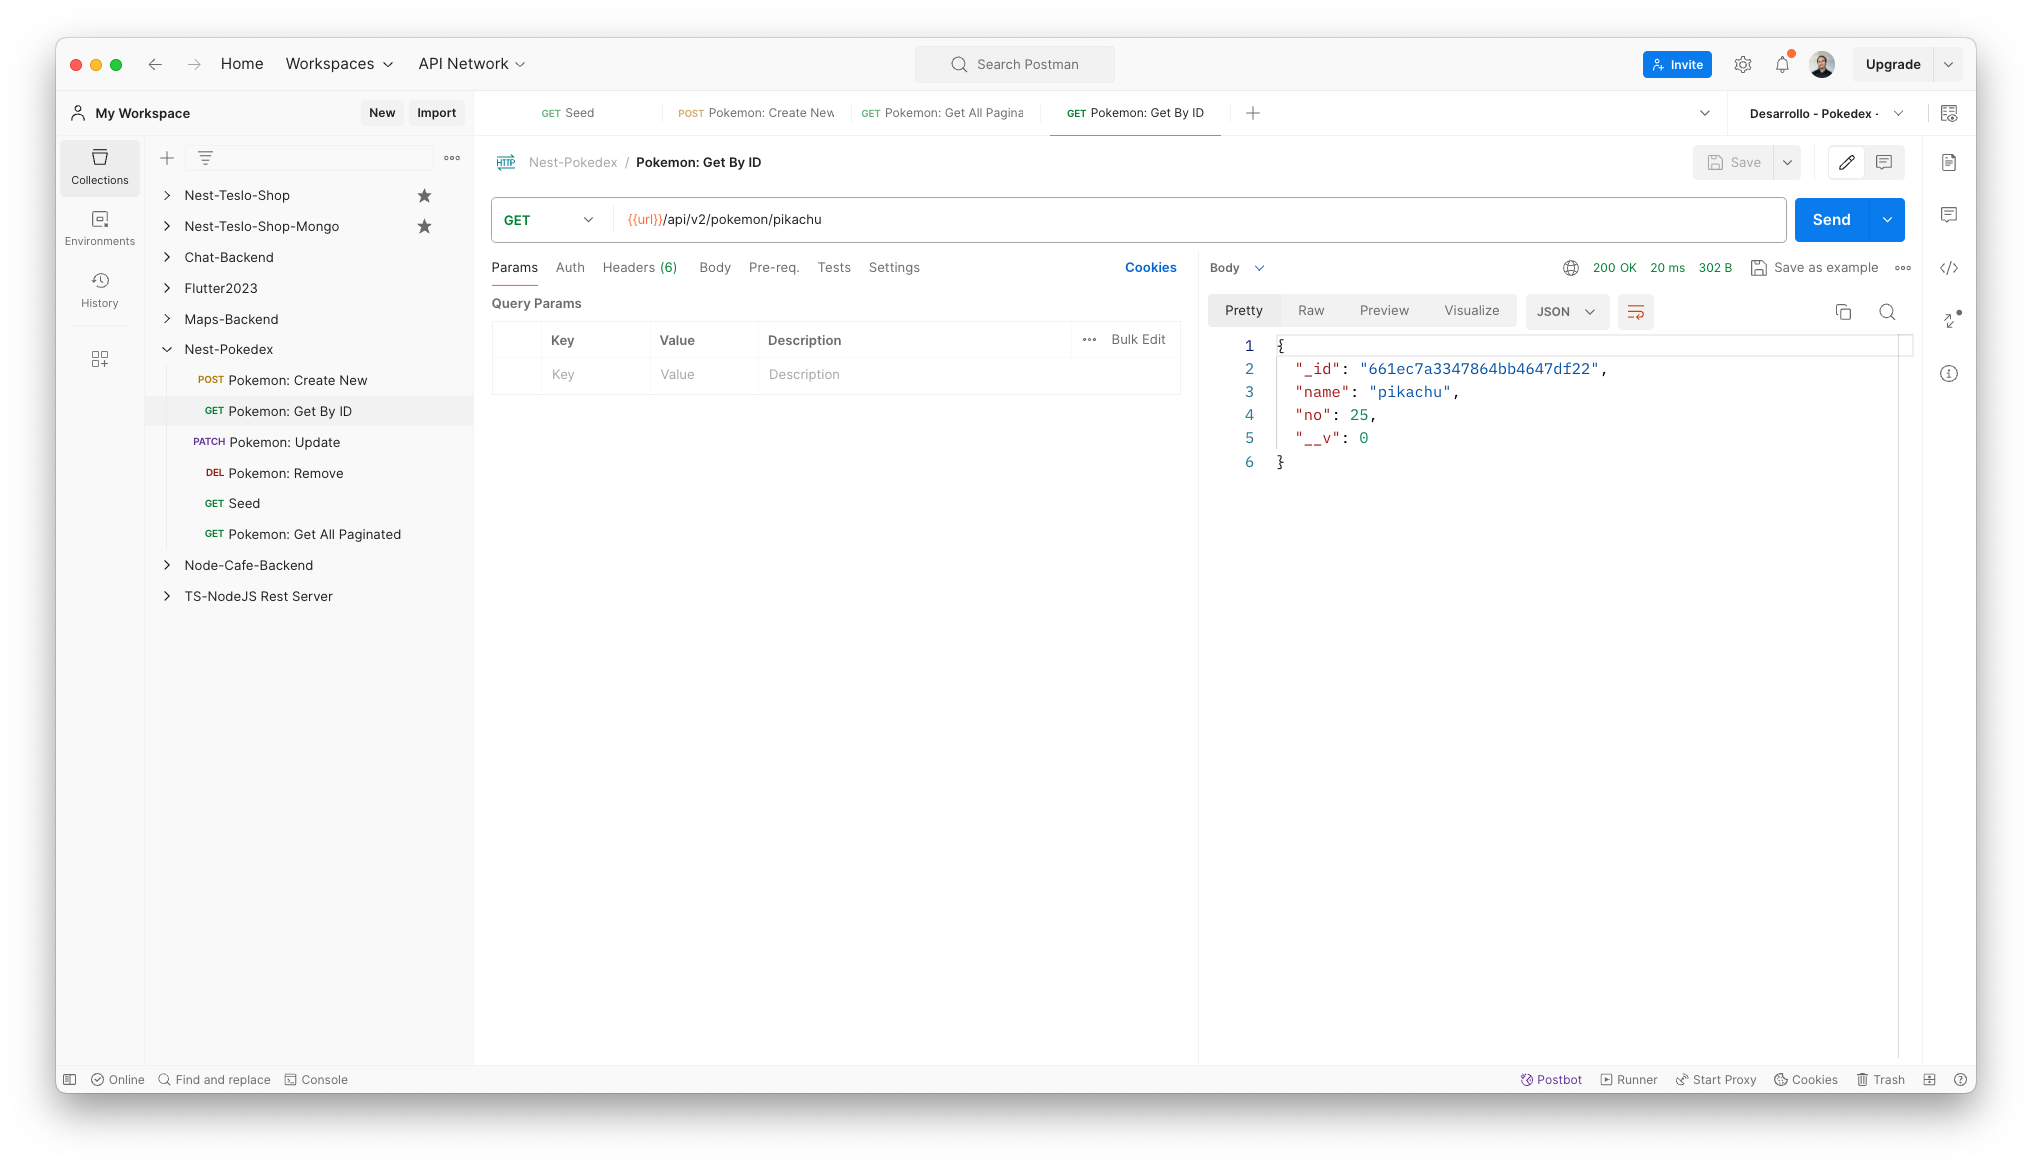 Home
Workspaces
API Network
Search Postman
Invite
Upgrade
My Workspace
New
Import
GET Seed
POST Pokemon: Create New
GET Pokemon: Get All Pagina
GET Pokemon: Get By ID
Desarrollo - Pokedex -
Collections
Environments
History
Nest-Teslo-Shop
Nest-Teslo-Shop-Mongo
Chat-Backend
Flutter2023
Maps-Backend
Nest-Pokedex
POST Pokemon: Create New
GET Pokemon: Get By ID
PATCH Pokemon: Update
DEL Pokemon: Remove
GET Seed
GET Pokemon: Get All Paginated
Node-Cafe-Backend
TS-NodeJS Rest Server
HTTP Nest-Pokedex / Pokemon: Get By ID
Save
GET
{{url}}/api/v2/pokemon/pikachu
Send
Params Auth Headers (6) Body Pre-req. Tests Settings
Cookies
Query Params
Key Value Description
Bulk Edit
Key Value Description
Body
200 OK 20 ms 302 B
Save as example
Pretty Raw Preview Visualize
JSON
1 {
2 "_id": "661ec7a3347864bb4647df22",
3 "name": "pikachu",
4 "no": 25,
5 "__v": 0
6 }
Online
Find and replace
Console
Postbot
Runner
Start Proxy
Cookies
Trash